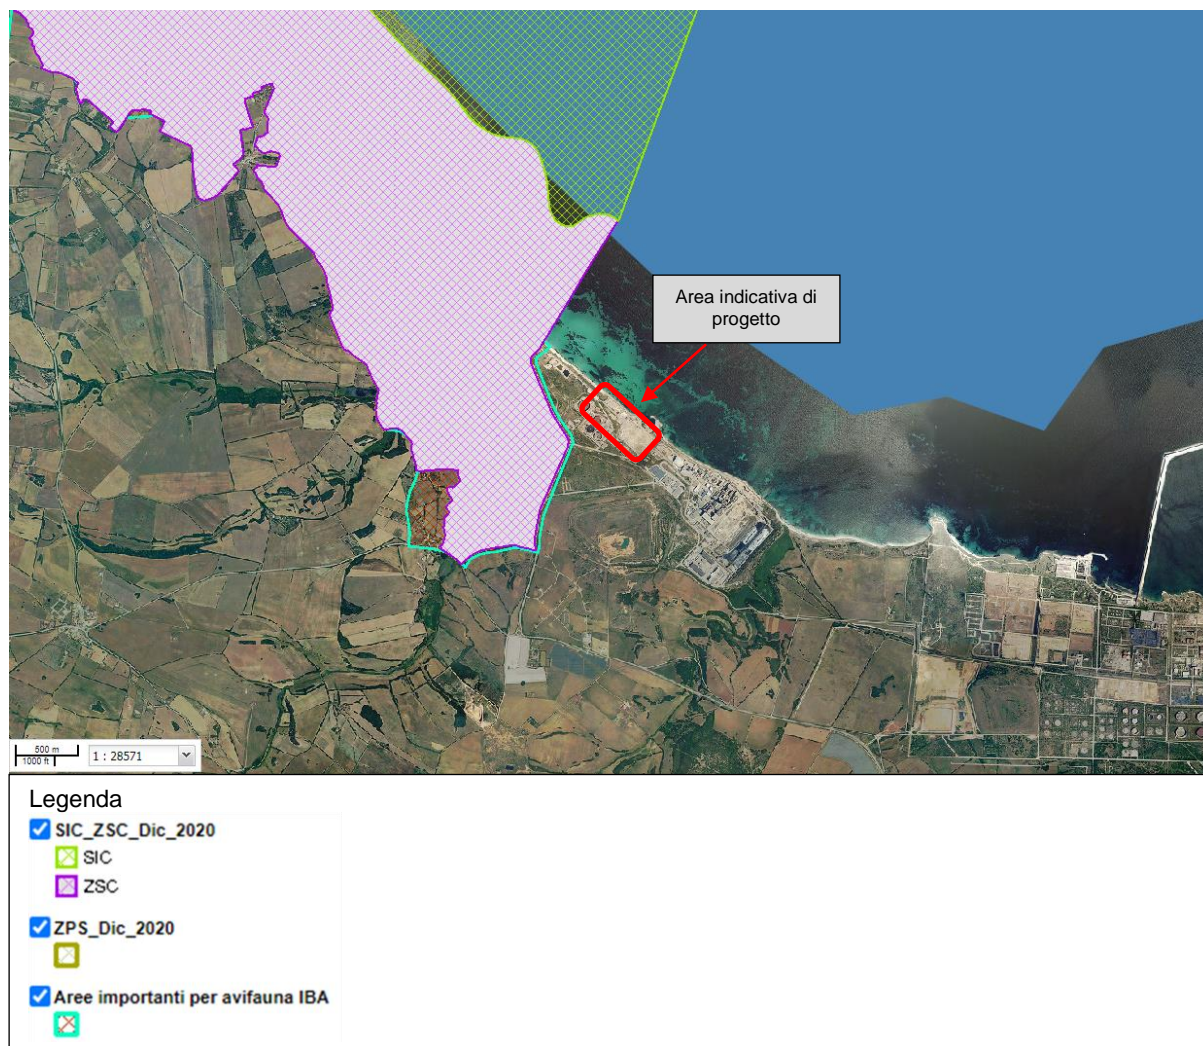 Area indicativa di
progetto
500 m
1000 ft
1 : 28571
Legenda
SIC_ZSC_Dic_2020
SIC
ZSC
ZPS_Dic_2020
Aree importanti per avifauna IBA